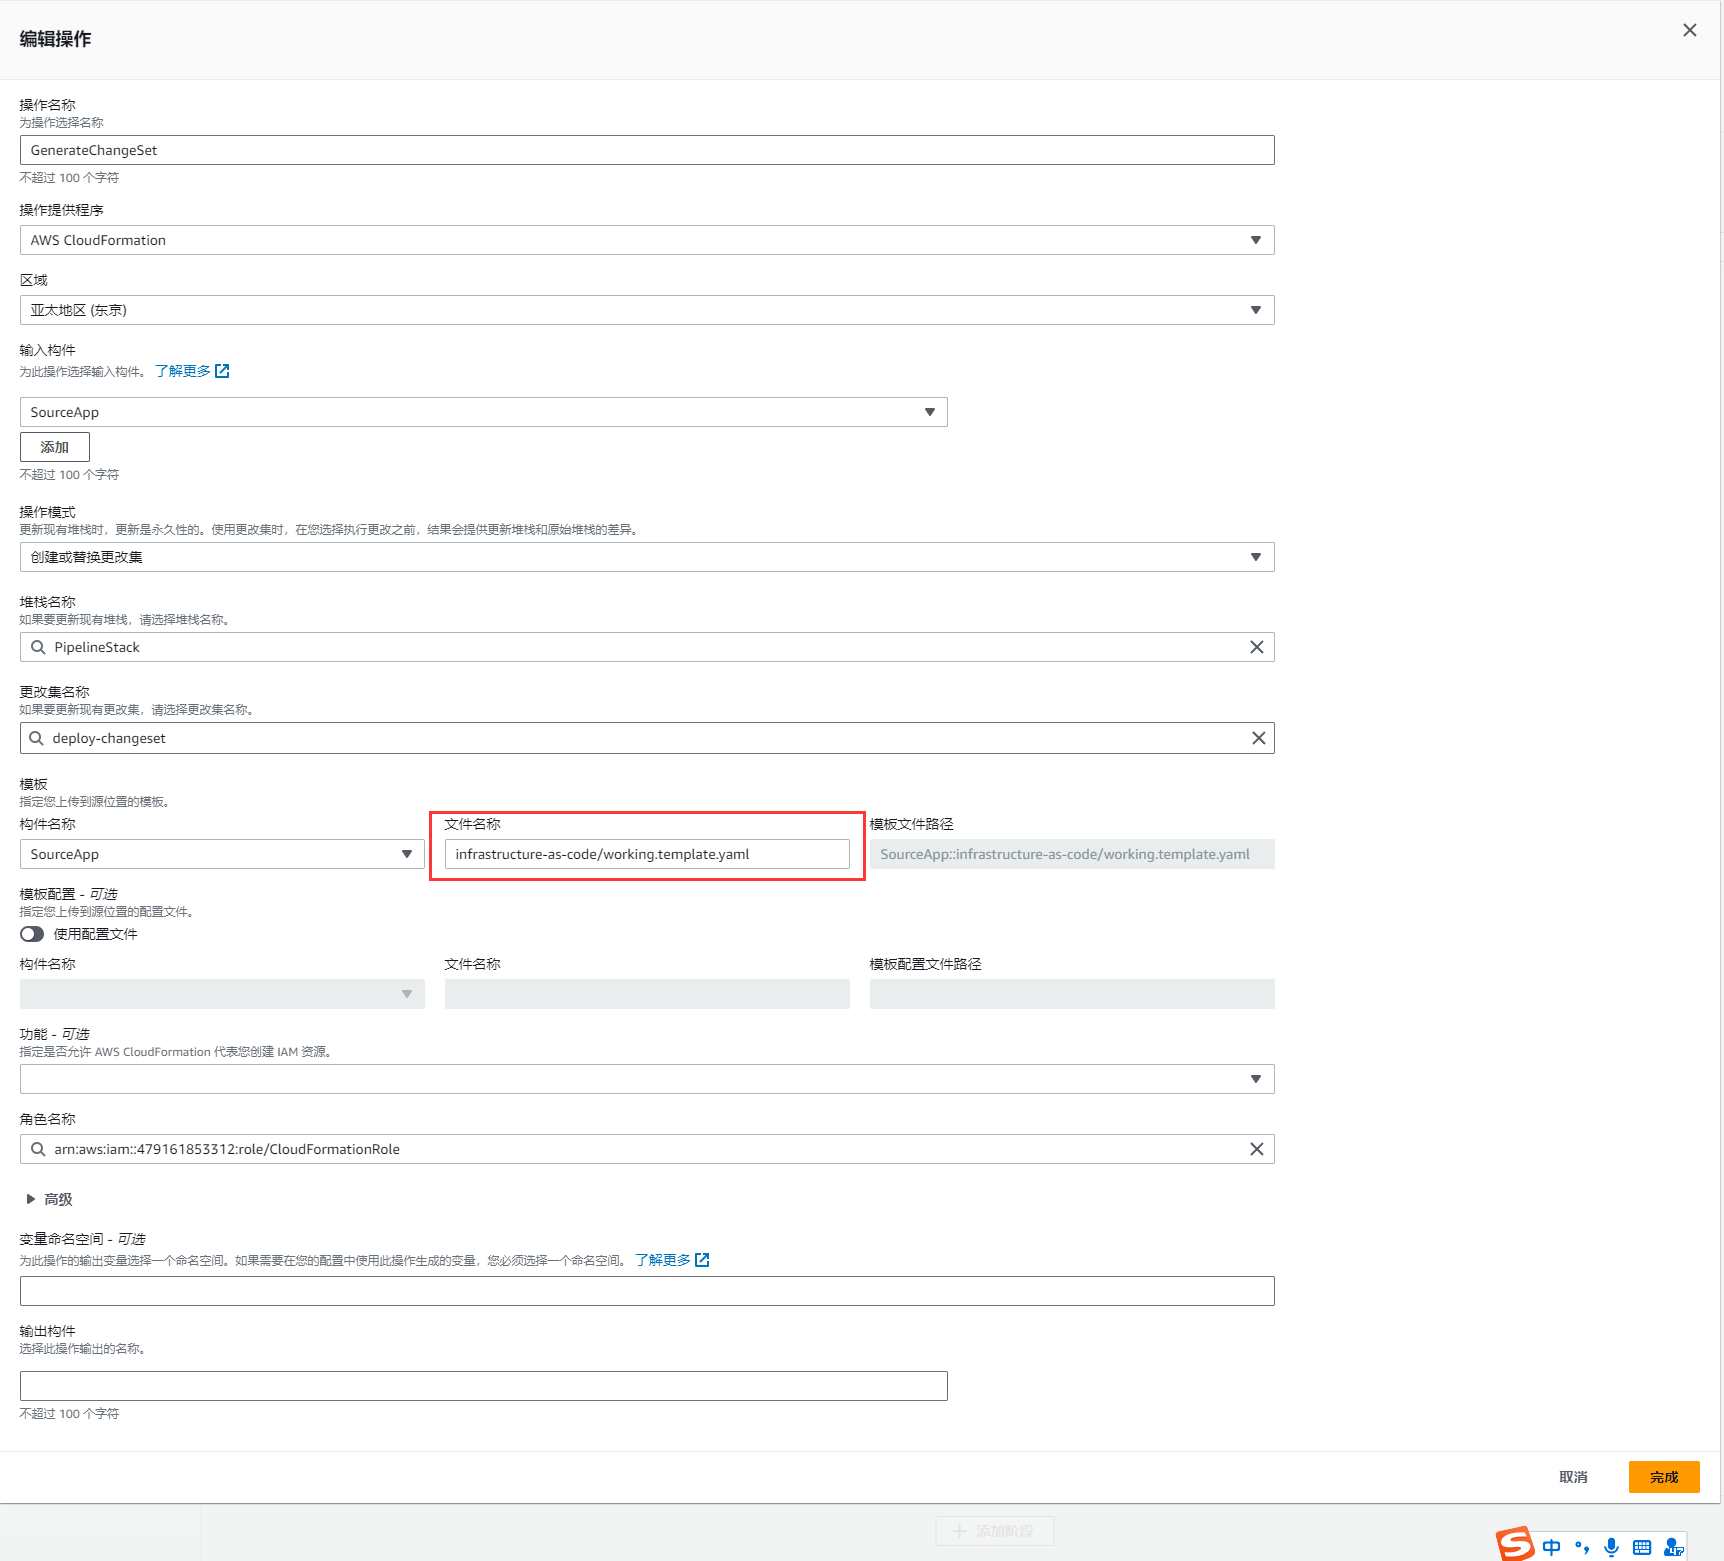 编辑操作
操作名称
为操作选择名称
GenerateChangeSet
不超过 100 个字符
操作提供程序
AWS CloudFormation
区域
亚太地区 (东京)
输入构件
为此操作选择输入构件。 了解更多
SourceApp
添加
不超过 100 个字符
操作模式
更新现有堆栈时，更新是永久性的。使用更改集时，在您选择执行更改之前，结果会提供更新堆栈和原始堆栈的差异。
创建或替换更改集
堆栈名称
如果要更新现有堆栈，请选择堆栈名称。
PipelineStack
更改集名称
如果要更新现有更改集，请选择更改集名称。
deploy-changeset
模板
指定您上传到源位置的模板。
构件名称 文件名称 模板文件路径
SourceApp infrastructure-as-code/working.template.yaml SourceApp::infrastructure-as-code/working.template.yaml
模板配置 - 可选
指定您上传到源位置的配置文件。
使用配置文件
构件名称 文件名称 模板配置文件路径
功能 - 可选
指定是否允许 AWS CloudFormation 代表您创建 IAM 资源。
角色名称
arn:aws:iam::479161853312:role/CloudFormationRole
高级
变量命名空间 - 可选
为此操作的输出变量选择一个命名空间。如果需要在您的配置中使用此操作生成的变量，您必须选择一个命名空间。 了解更多
输出构件
选择此操作输出的名称。
不超过 100 个字符
取消 完成
添加阶段
中